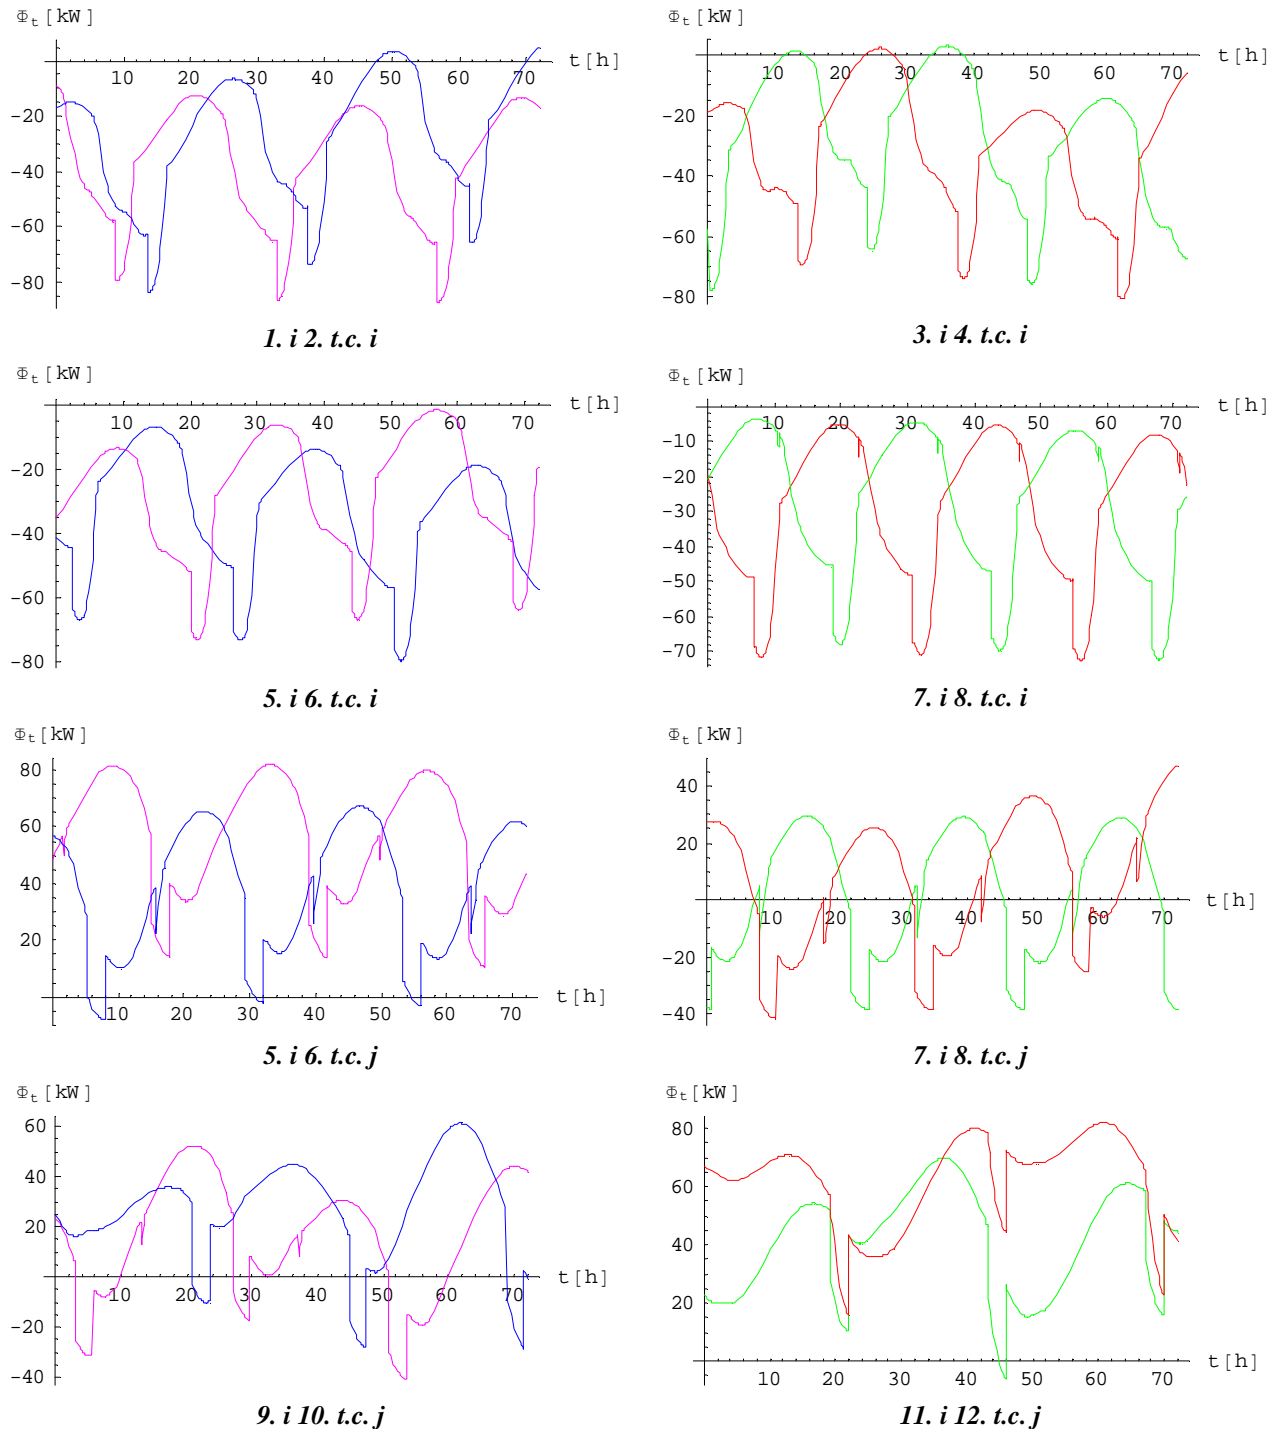 Φt [kW] Φt [kW]
10 20 30 40 50 60 70 t[h] 10 20 30 40 50 60 70 t[h]
-20 -20
-40 -40
-60 -60
-80 -80
1. i 2. t.c. i 3. i 4. t.c. i
Φt [kW] Φt [kW]
10 20 30 40 50 60 70 t[h] 10 20 30 40 50 60 70 t[h]
-10
-20 -20
-30
-40 -40
-50
-60 -60
-70
-80
5. i 6. t.c. i 7. i 8. t.c. i
Φt [kW] Φt [kW]
80 40
60 20
40 10 20 30 40 50 60 70 t[h]
20 -20
10 20 30 40 50 60 70 t[h] -40
5. i 6. t.c. j 7. i 8. t.c. j
Φt [kW] Φt [kW]
60 80
40 60
20 40
10 20 30 40 50 60 70 t[h] 20
-20
-40 10 20 30 40 50 60 70 t[h]
9. i 10. t.c. j 11. i 12. t.c. j